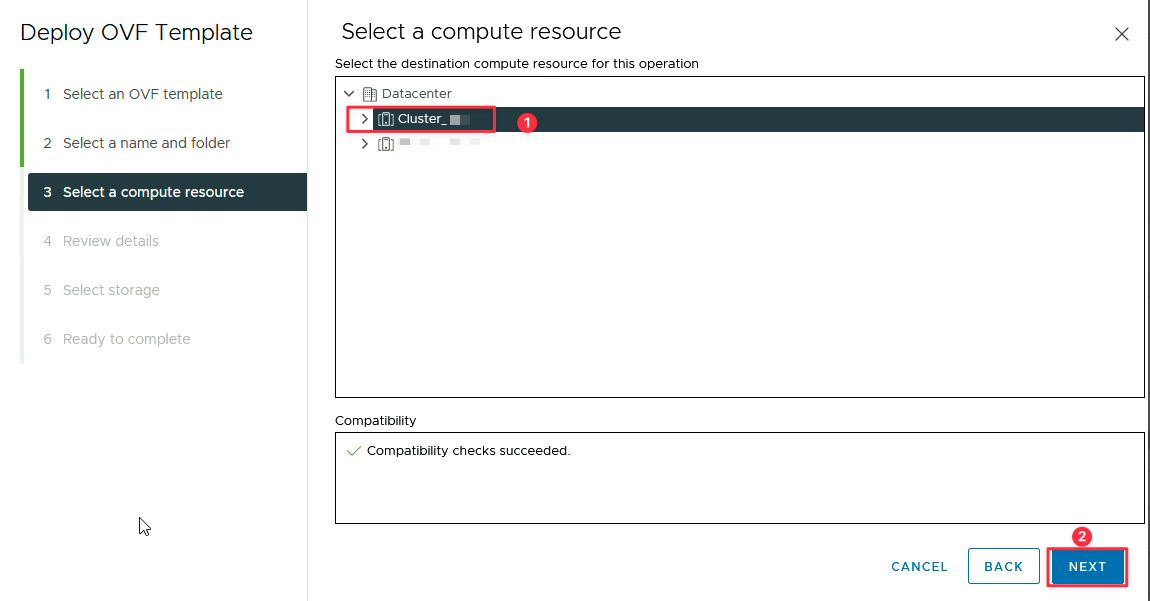 Deploy OVF Template
1 Select an OVF template
2 Select a name and folder
3 Select a compute resource
4 Review details
5 Select storage
6 Ready to complete
Select a compute resource
Select the destination compute resource for this operation
Datacenter
Cluster_
1
Compatibility
Compatibility checks succeeded.
2
CANCEL BACK NEXT